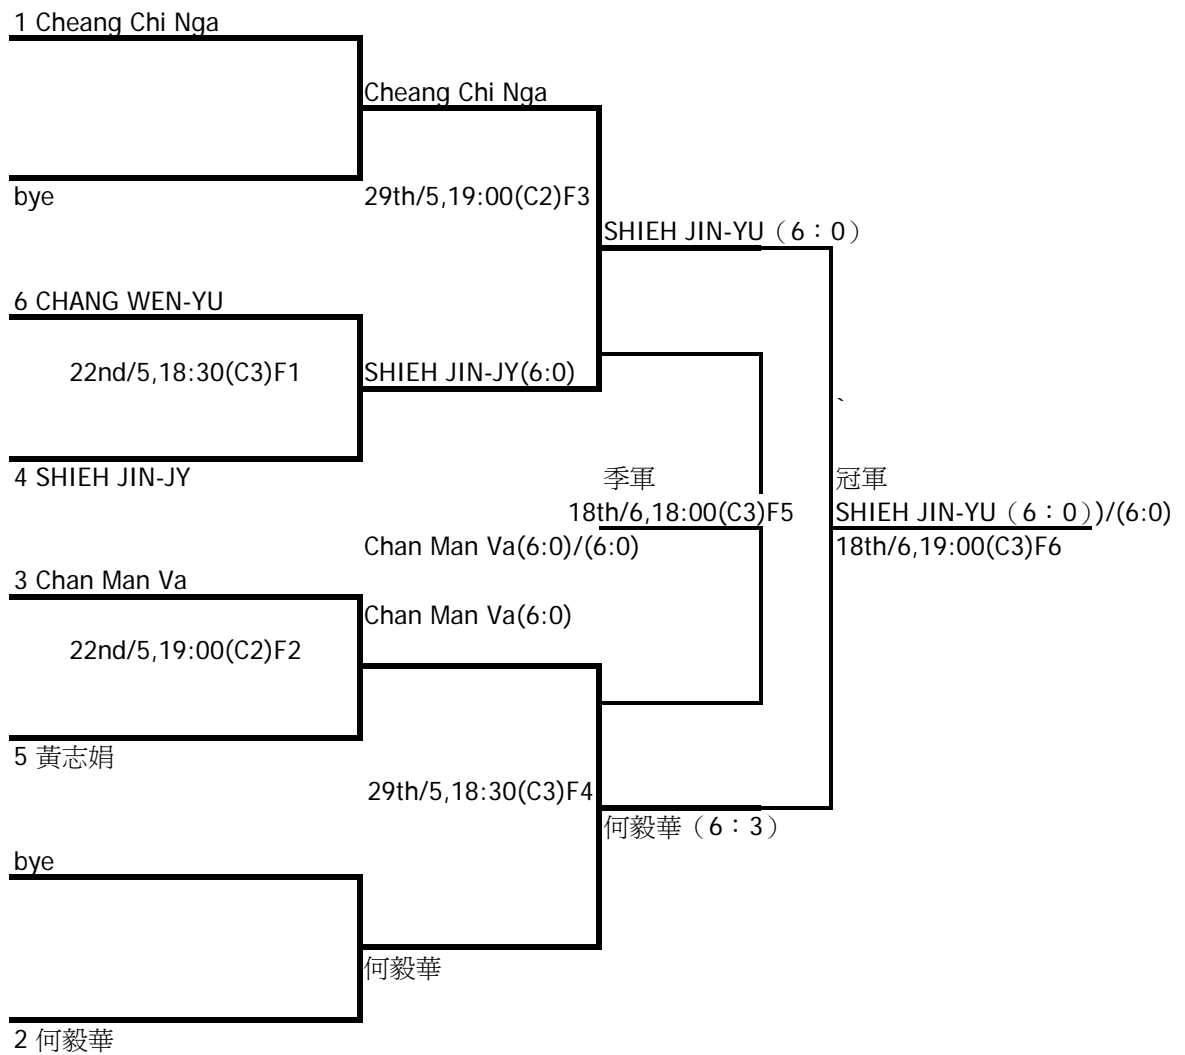 1 Cheang Chi Nga
Cheang Chi Nga
bye
29th/5,19:00(C2)F3
SHIEH JIN-YU（6：0）
6 CHANG WEN-YU
22nd/5,18:30(C3)F1
SHIEH JIN-JY(6:0)
`
4 SHIEH JIN-JY
季軍
冠軍
18th/6,18:00(C3)F5
SHIEH JIN-YU（6：0）)/(6:0)
Chan Man Va(6:0)/(6:0)
18th/6,19:00(C3)F6
3 Chan Man Va
Chan Man Va(6:0)
22nd/5,19:00(C2)F2
5 黃志娟
29th/5,18:30(C3)F4
何毅華（6：3）
bye
何毅華
2 何毅華